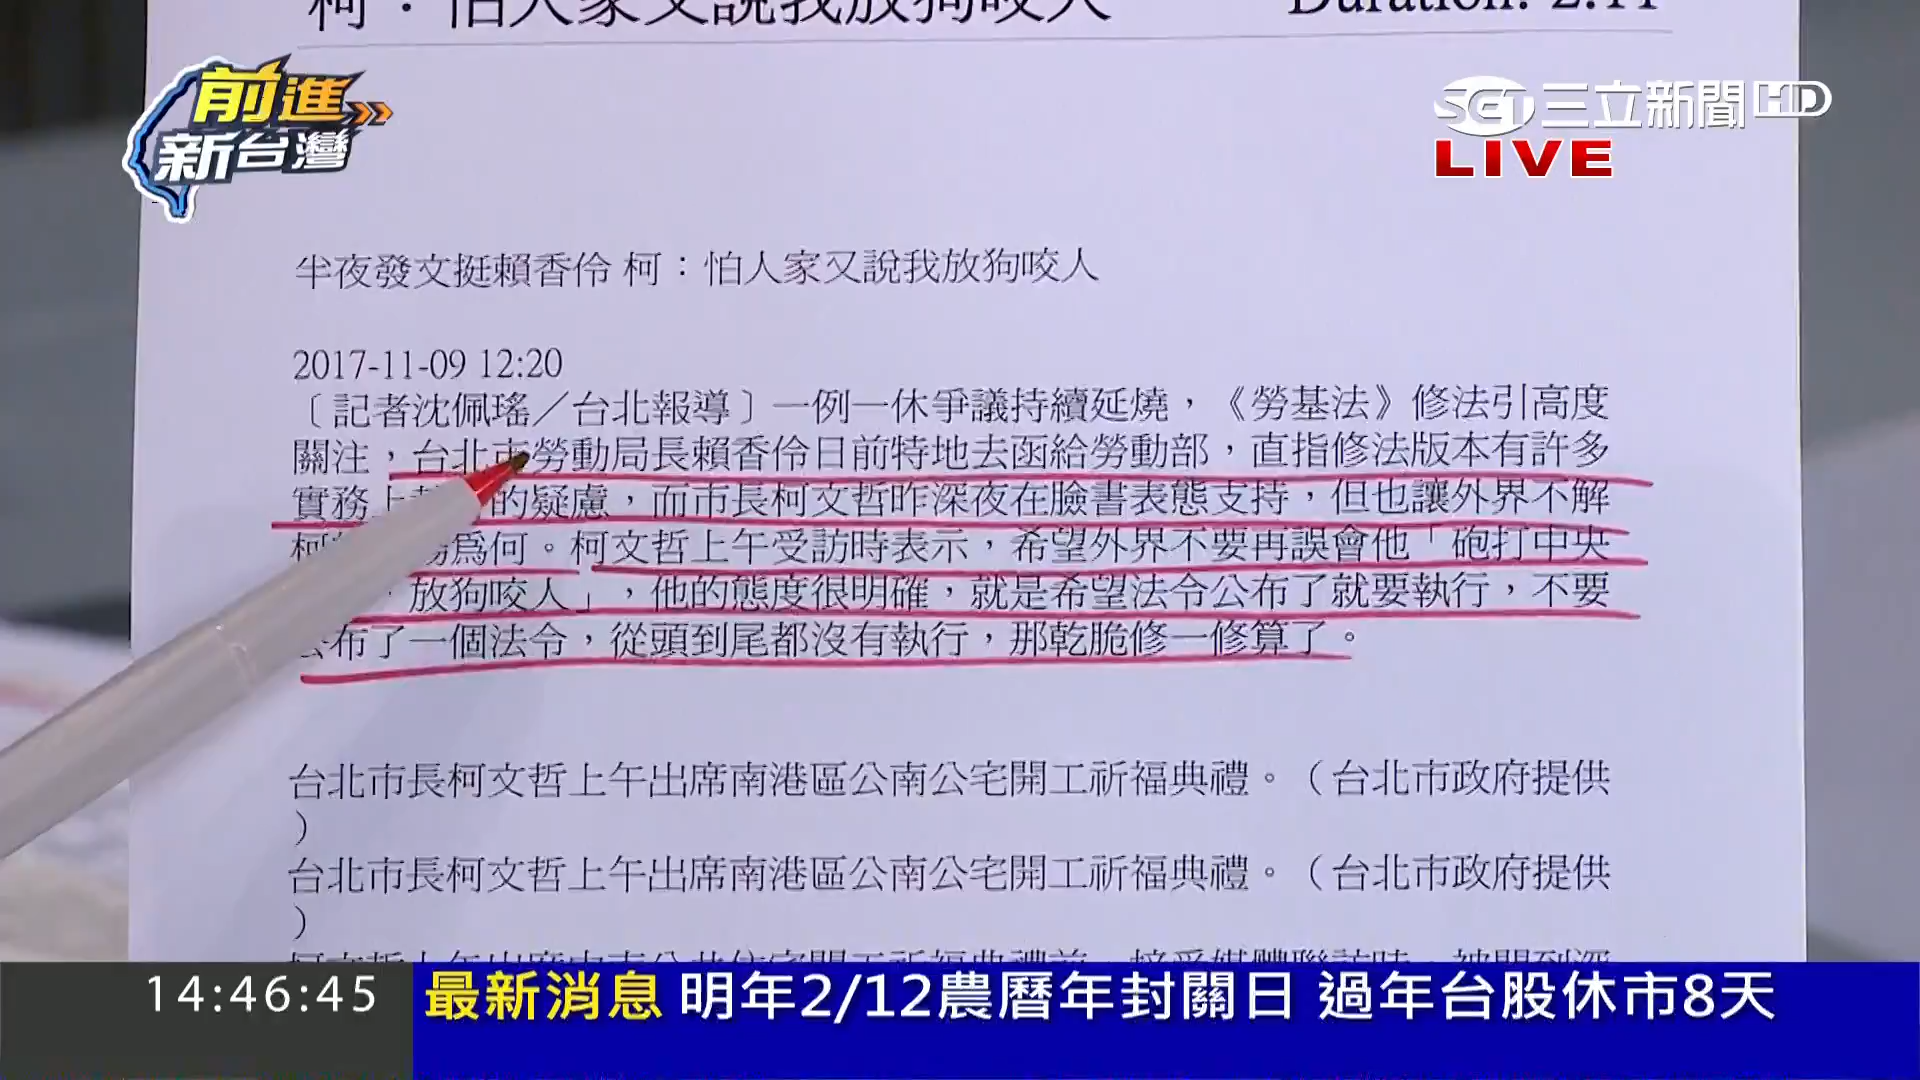 柯：怕人家又說我放狗咬人 Duration: 2:11
前進
新台灣
SET三立新聞HD
LIVE
半夜發文挺賴香伶 柯：怕人家又說我放狗咬人
2017-11-09 12:20
〔記者沈佩瑤／台北報導〕一例一休爭議持續延燒，《勞基法》修法引高度
關注，台北市勞動局長賴香伶日前特地去函給勞動部，直指修法版本有許多
實務上 的疑慮，而市長柯文哲昨深夜在臉書表態支持，但也讓外界不解
柯 場為何。柯文哲上午受訪時表示，希望外界不要再誤會他「砲打中央
、放狗咬人」，他的態度很明確，就是希望法令公布了就要執行，不要
公布了一個法令，從頭到尾都沒有執行，那乾脆修一修算了。
台北市長柯文哲上午出席南港區公南公宅開工祈福典禮。（台北市政府提供
）
台北市長柯文哲上午出席南港區公南公宅開工祈福典禮。（台北市政府提供
）
14:46:45
最新消息 明年2/12農曆年封關日 過年台股休市8天